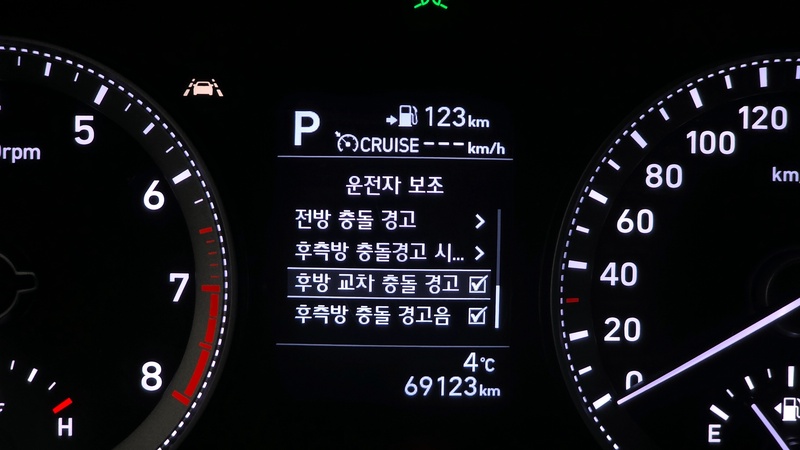 5
6
7
8
0rpm
H
P
123km
CRUISE ---km/h
운전자 보조
전방 충돌 경고
후측방 충돌경고 시...
후방 교차 충돌 경고
후측방 충돌 경고음
4℃
69123km
120
100
80
60
40
20
0
km
E